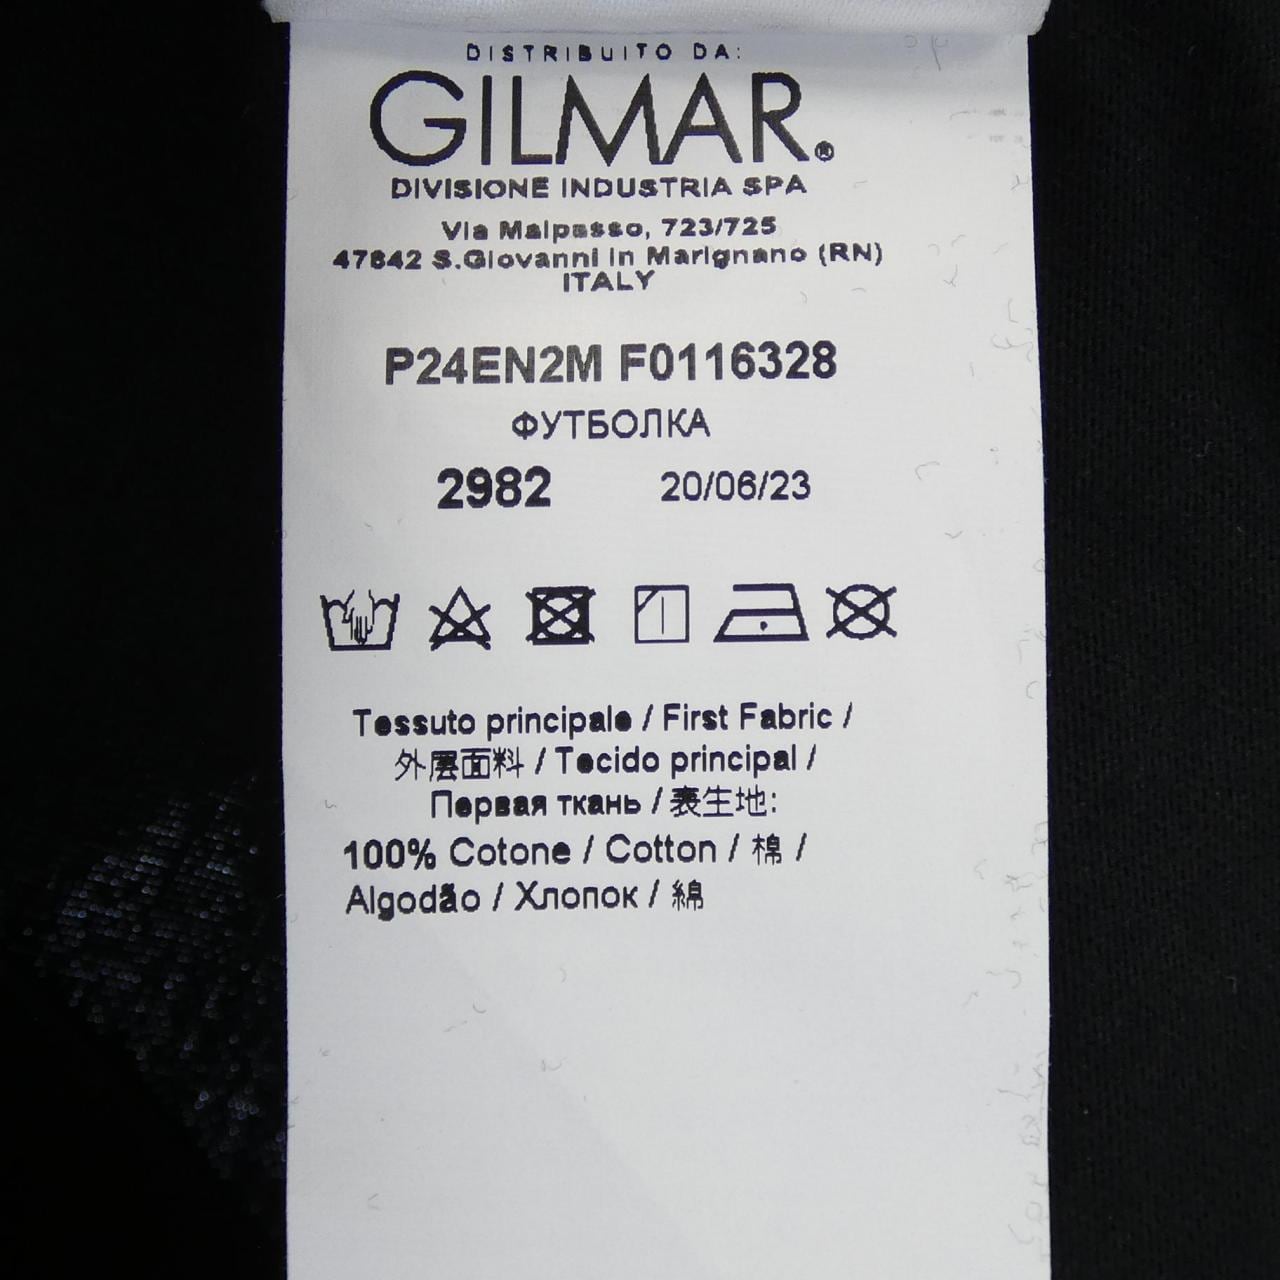 DISTRIBUITO DA:
GILMAR®
DIVISIONE INDUSTRIA SPA
Via Malpasso, 723/725
47842 S.Giovanni in Marignano (RN)
ITALY
P24EN2M F0116328
ФУТБОЛКА
2982 20/06/23
Tessuto principale / First Fabric /
外层面料 / Tecido principal /
Первая ткань / 表生地:
100% Cotone / Cotton / 棉 /
Algodão / Хлопок / 綿